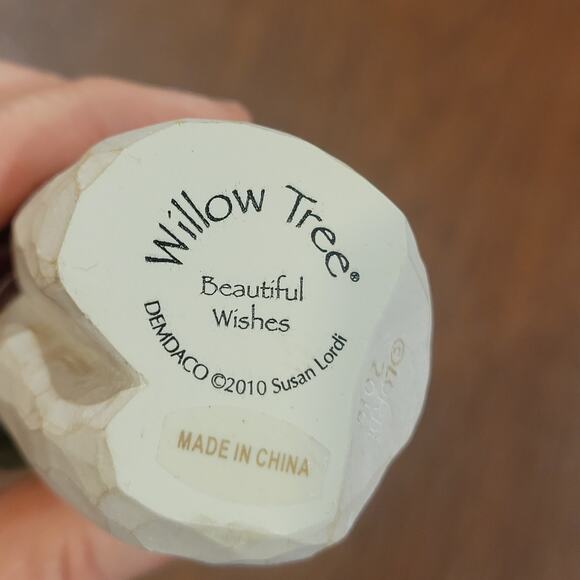 Willow Tree®
Beautiful
Wishes
DEMDACO ©2010 Susan Lordi
MADE IN CHINA
©